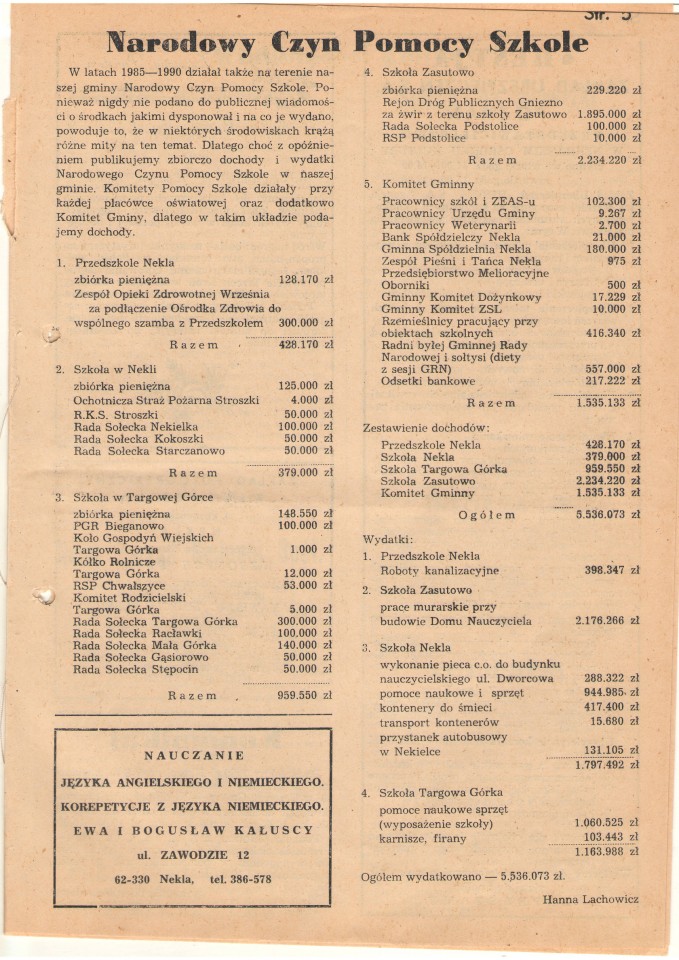 Str. 5
Narodowy Czyn Pomocy Szkole
W latach 1985—1990 działał także na terenie na-
szej gminy Narodowy Czyn Pomocy Szkole. Po-
nieważ nigdy nie podano do publicznej wiadomoś-
ci o środkach jakimi dysponował i na co je wydano,
powoduje to, że w niektórych środowiskach krążą
różne mity na ten temat. Dlatego choć z opóźnie-
niem publikujemy zbiorczo dochody i wydatki
Narodowego Czynu Pomocy Szkole w naszej
gminie. Komitety Pomocy Szkole działały przy
każdej placówce oświatowej oraz dodatkowo
Komitet Gminy, dlatego w takim układzie poda-
jemy dochody.
1. Przedszkole Nekla
zbiórka pieniężna 128.170 zł
Zespół Opieki Zdrowotnej Września
za podłączenie Ośrodka Zdrowia do
wspólnego szamba z Przedszkolem 300.000 zł
Razem 428.170 zł
2. Szkoła w Nekli
zbiórka pieniężna 125.000 zł
Ochotnicza Straż Pożarna Stroszki 4.000 zł
R.K.S. Stroszki 50.000 zł
Rada Sołecka Nekielka 100.000 zł
Rada Sołecka Kokoszki 50.000 zł
Rada Sołecka Starczanowo 50.000 zł
Razem 379.000 zł
3. Szkoła w Targowej Górce
zbiórka pieniężna 148.550 zł
PGR Bieganowo 100.000 zł
Koło Gospodyń Wiejskich
Targowa Górka 1.000 zł
Kółko Rolnicze
Targowa Górka 12.000 zł
RSP Chwałszyce 53.000 zł
Komitet Rodzicielski
Targowa Górka 5.000 zł
Rada Sołecka Targowa Górka 300.000 zł
Rada Sołecka Racławki 100.000 zł
Rada Sołecka Mała Górka 140.000 zł
Rada Sołecka Gąsiorowo 50.000 zł
Rada Sołecka Stępocin 50.000 zł
Razem 959.550 zł
NAUCZANIE
JĘZYKA ANGIELSKIEGO I NIEMIECKIEGO.
KOREPETYCJE Z JĘZYKA NIEMIECKIEGO.
EWA I BOGUSŁAW KAŁUSCY
ul. ZAWODZIE 12
62-330 Nekla, tel. 386-578
4. Szkoła Zasutowo
zbiórka pieniężna 229.220 zł
Rejon Dróg Publicznych Gniezno
za żwir z terenu szkoły Zasutowo 1.895.000 zł
Rada Sołecka Podstolice 100.000 zł
RSP Podstolice 10.000 zł
Razem 2.234.220 zł
5. Komitet Gminny
Pracownicy szkół i ZEAS-u 102.300 zł
Pracownicy Urzędu Gminy 9.267 zł
Pracownicy Weterynarii 2.700 zł
Bank Spółdzielczy Nekla 21.000 zł
Gminna Spółdzielnia Nekla 180.000 zł
Zespół Pieśni i Tańca Nekla 975 zł
Przedsiębiorstwo Melioracyjne
Oborniki 500 zł
Gminny Komitet Dożynkowy 17.229 zł
Gminny Komitet ZSL 10.000 zł
Rzemieślnicy pracujący przy
obiektach szkolnych 416.340 zł
Radni byłej Gminnej Rady
Narodowej i sołtysi (diety
z sesji GRN) 557.000 zł
Odsetki bankowe 217.222 zł
Razem 1.535.133 zł
Zestawienie dochodów:
Przedszkole Nekla 428.170 zł
Szkoła Nekla 379.000 zł
Szkoła Targowa Górka 959.550 zł
Szkoła Zasutowo 2.234.220 zł
Komitet Gminny 1.535.133 zł
Ogółem 5.536.073 zł
Wydatki:
1. Przedszkole Nekla
Roboty kanalizacyjne 398.347 zł
2. Szkoła Zasutowo
prace murarskie przy
budowie Domu Nauczyciela 2.176.266 zł
3. Szkoła Nekla
wykonanie pieca c.o. do budynku
nauczycielskiego ul. Dworcowa 288.322 zł
pomoce naukowe i sprzęt 944.985 zł
kontenery do śmieci 417.400 zł
transport kontenerów 15.680 zł
przystanek autobusowy
w Nekielce 131.105 zł
1.797.492 zł
4. Szkoła Targowa Górka
pomoce naukowe sprzęt
(wyposażenie szkoły) 1.060.525 zł
karnisze, firany 103.443 zł
1.163.988 zł
Ogółem wydatkowano — 5.536.073 zł.
Hanna Lachowicz